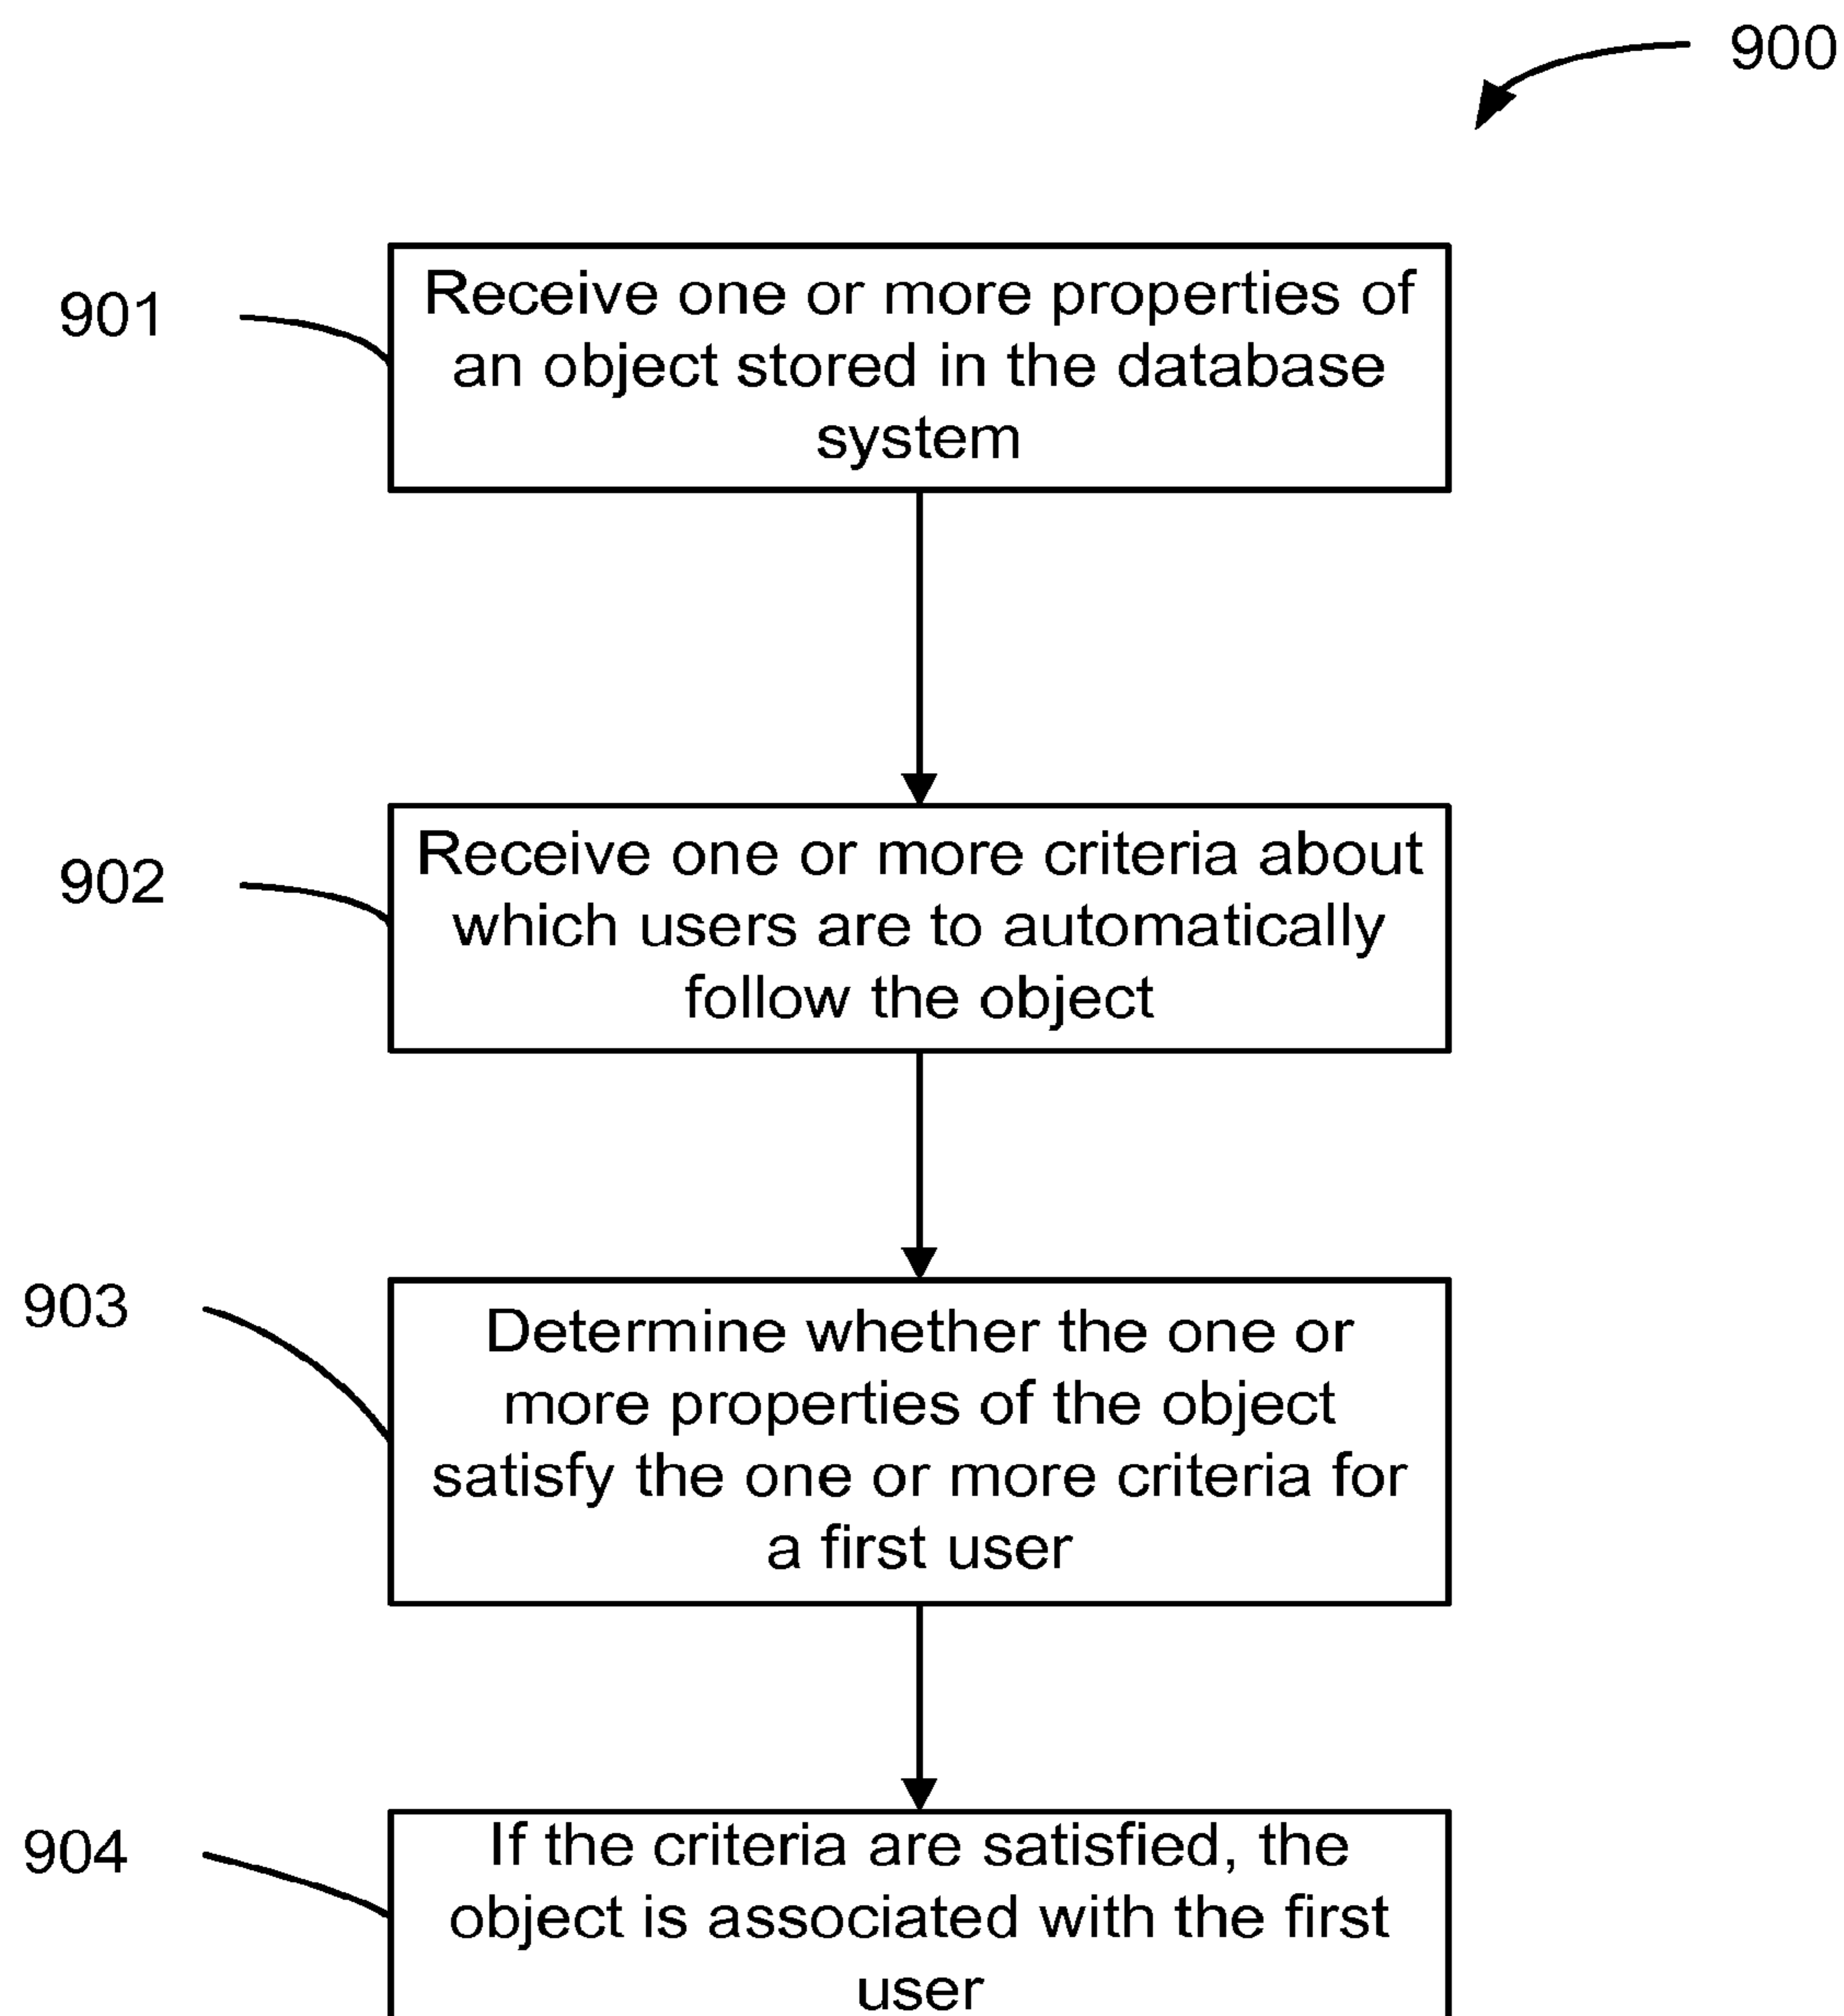 900
901
Receive one or more properties of
an object stored in the database
system
902
Receive one or more criteria about
which users are to automatically
follow the object
903
Determine whether the one or
more properties of the object
satisfy the one or more criteria for
a first user
904
If the criteria are satisfied, the
object is associated with the first
user